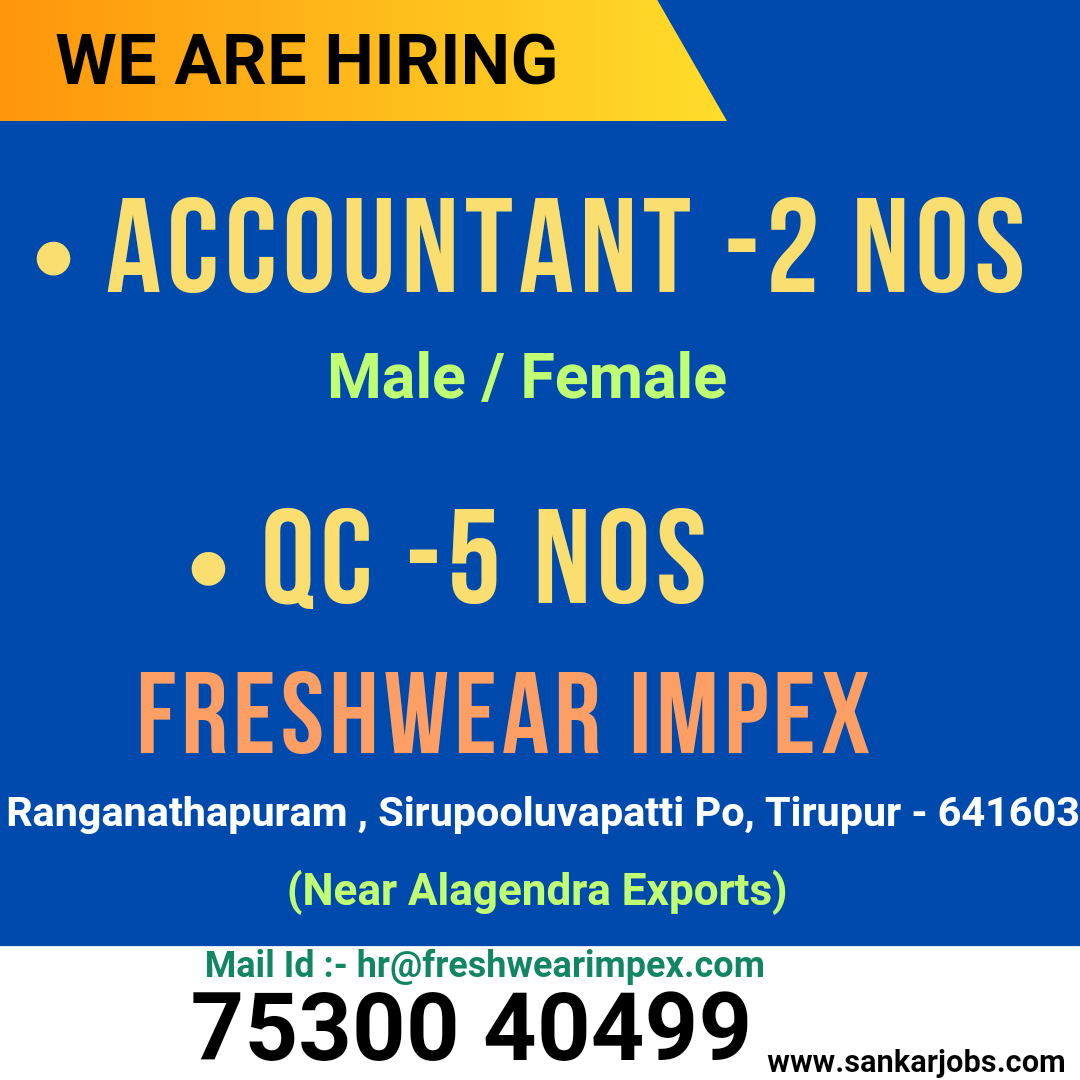 WE ARE HIRING
• ACCOUNTANT -2 NOS
Male / Female
• QC -5 NOS
FRESHWEAR IMPEX
Ranganathapuram , Sirupooluvapatti Po, Tirupur - 641603
(Near Alagendra Exports)
Mail Id :- hr@freshwearimpex.com
75300 40499
www.sankarjobs.com